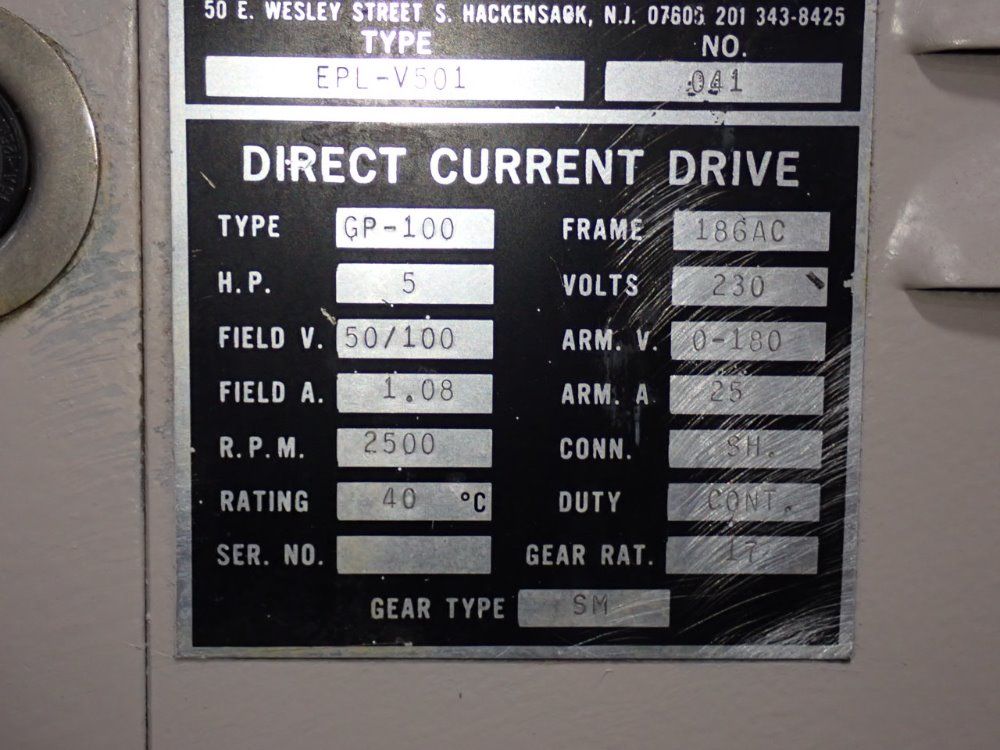 50 E. WESLEY STREET S. HACKENSACK, N.J. 07606 201 343-8425
TYPE NO.
EPL-V501 041
DIRECT CURRENT DRIVE
TYPE GP-100 FRAME 186AC
H.P. 5 VOLTS 230
FIELD V. 50/100 ARM. V. 0-180
FIELD A. 1.08 ARM. A 25
R.P.M. 2500 CONN. SH.
RATING 40 °C DUTY CONT.
SER. NO. GEAR RAT. 17
GEAR TYPE SM